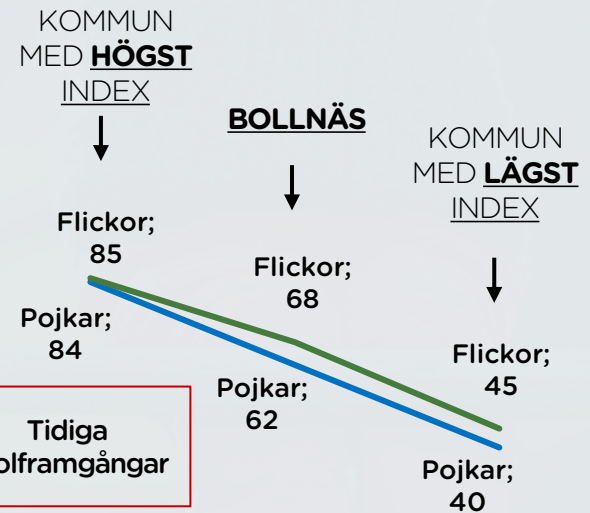 KOMMUN
MED HÖGST
INDEX
BOLLNÄS
KOMMUN
MED LÄGST
INDEX
Flickor;
85
Flickor;
68
Pojkar;
84
Flickor;
45
Pojkar;
62
Tidiga
olframgångar
Pojkar;
40